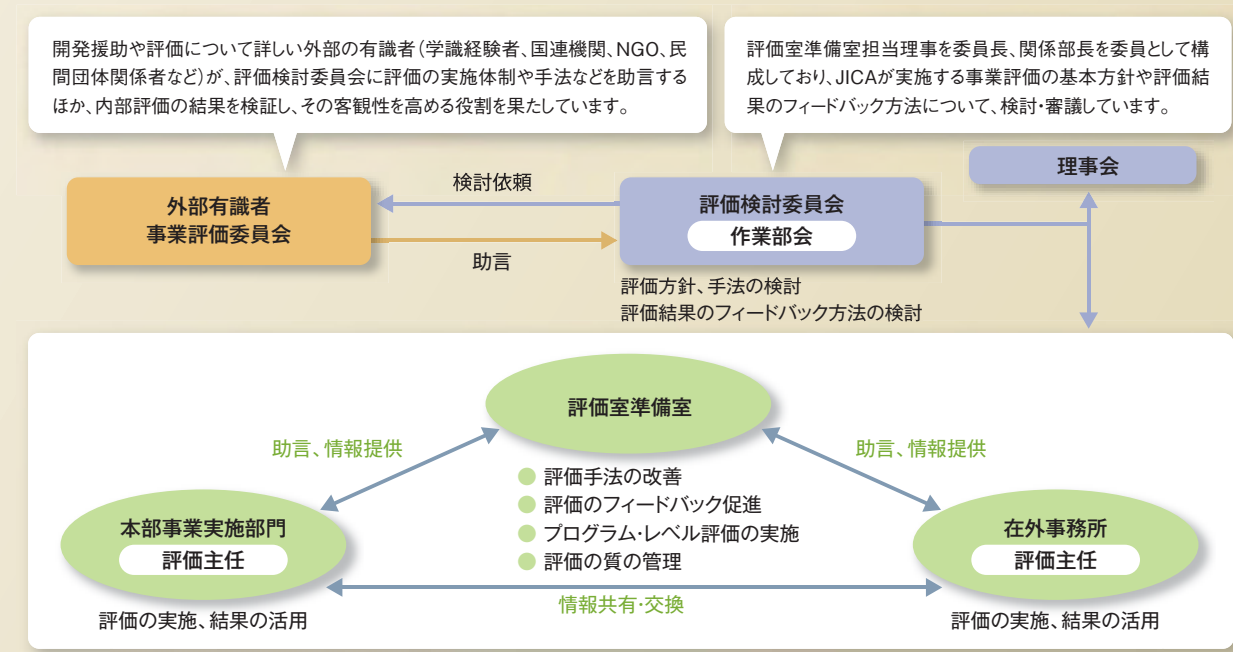 開発援助や評価について詳しい外部の有識者（学識経験者、国連機関、NGO、民
間団体関係者など）が、評価検討委員会に評価の実施体制や手法などを助言する
ほか、内部評価の結果を検証し、その客観性を高める役割を果たしています。
評価室準備室担当理事を委員長、関係部長を委員として構
成しており、JICAが実施する事業評価の基本方針や評価結
果のフィードバック方法について、検討・審議しています。
理事会
検討依頼
外部有識者
事業評価委員会
評価検討委員会
作業部会
助言
評価方針、手法の検討
評価結果のフィードバック方法の検討
評価室準備室
助言、情報提供
助言、情報提供
● 評価手法の改善
● 評価のフィードバック促進
● プログラム・レベル評価の実施
● 評価の質の管理
本部事業実施部門
評価主任
在外事務所
評価主任
情報共有・交換
評価の実施、結果の活用
評価の実施、結果の活用